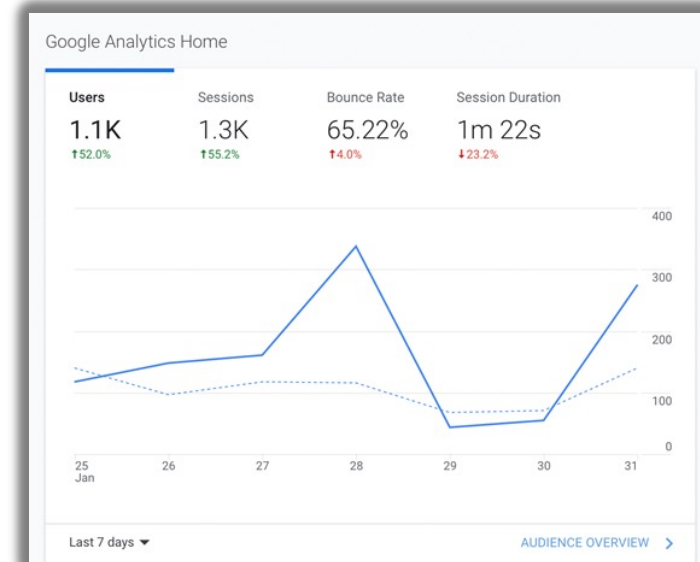 Google Analytics Home
Users Sessions Bounce Rate Session Duration
1.1K 1.3K 65.22% 1m 22s
↑52.0% ↑55.2% ↑4.0% ↓23.2%
400
300
200
100
0
25 26 27 28 29 30 31
Jan
Last 7 days AUDIENCE OVERVIEW